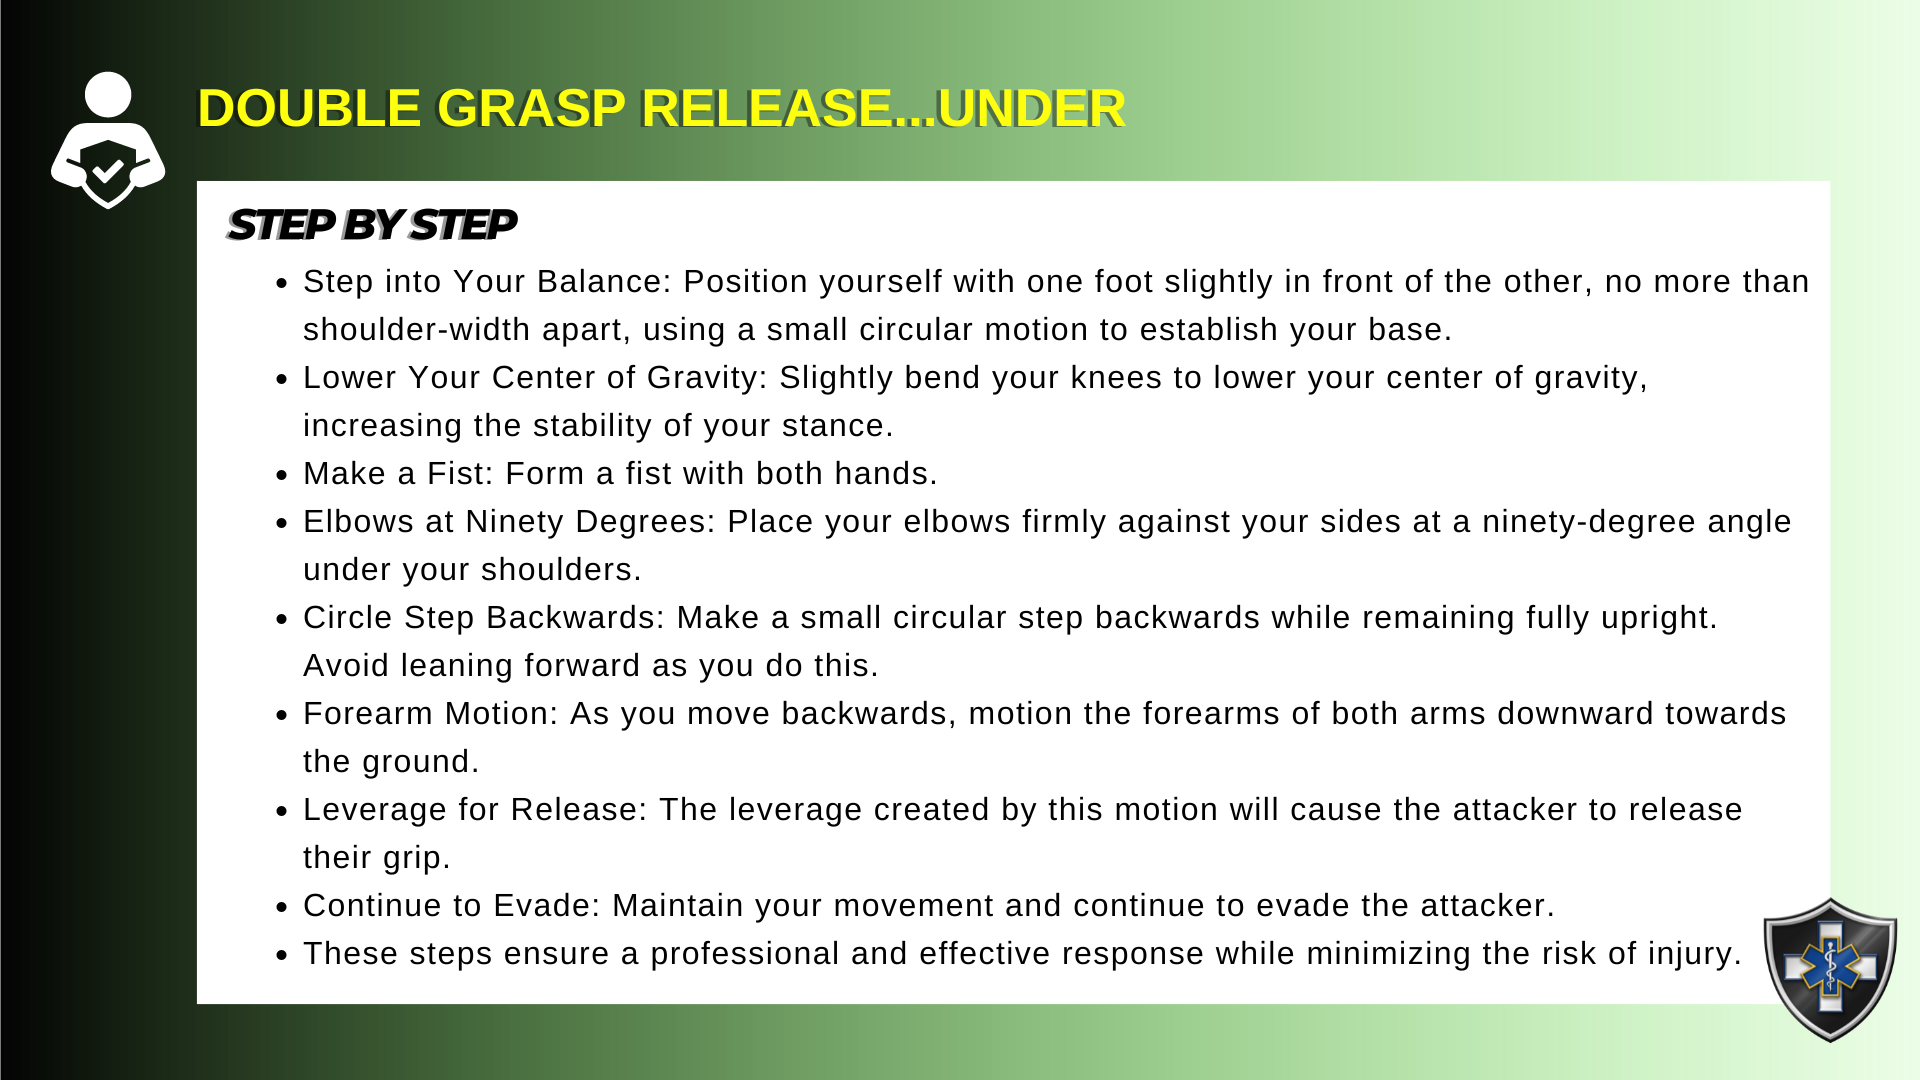 DOUBLE GRASP RELEASE...UNDER
STEP BY STEP
• Step into Your Balance: Position yourself with one foot slightly in front of the other, no more than
shoulder-width apart, using a small circular motion to establish your base.
• Lower Your Center of Gravity: Slightly bend your knees to lower your center of gravity,
increasing the stability of your stance.
• Make a Fist: Form a fist with both hands.
• Elbows at Ninety Degrees: Place your elbows firmly against your sides at a ninety-degree angle
under your shoulders.
• Circle Step Backwards: Make a small circular step backwards while remaining fully upright.
Avoid leaning forward as you do this.
• Forearm Motion: As you move backwards, motion the forearms of both arms downward towards
the ground.
• Leverage for Release: The leverage created by this motion will cause the attacker to release
their grip.
• Continue to Evade: Maintain your movement and continue to evade the attacker.
• These steps ensure a professional and effective response while minimizing the risk of injury.